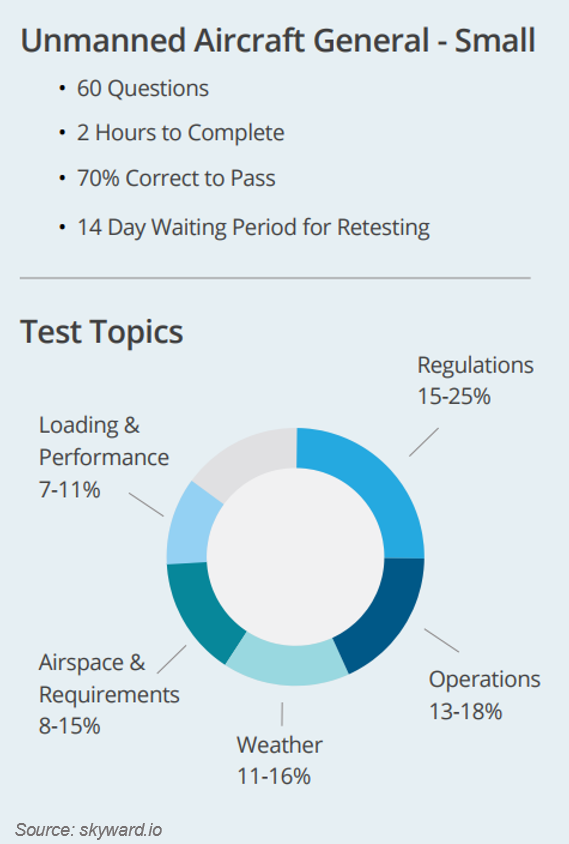 Unmanned Aircraft General - Small
• 60 Questions
• 2 Hours to Complete
• 70% Correct to Pass
• 14 Day Waiting Period for Retesting
Test Topics
Regulations
15-25%
Loading &
Performance
7-11%
Airspace &
Requirements
8-15%
Operations
13-18%
Weather
11-16%
Source: skyward.io